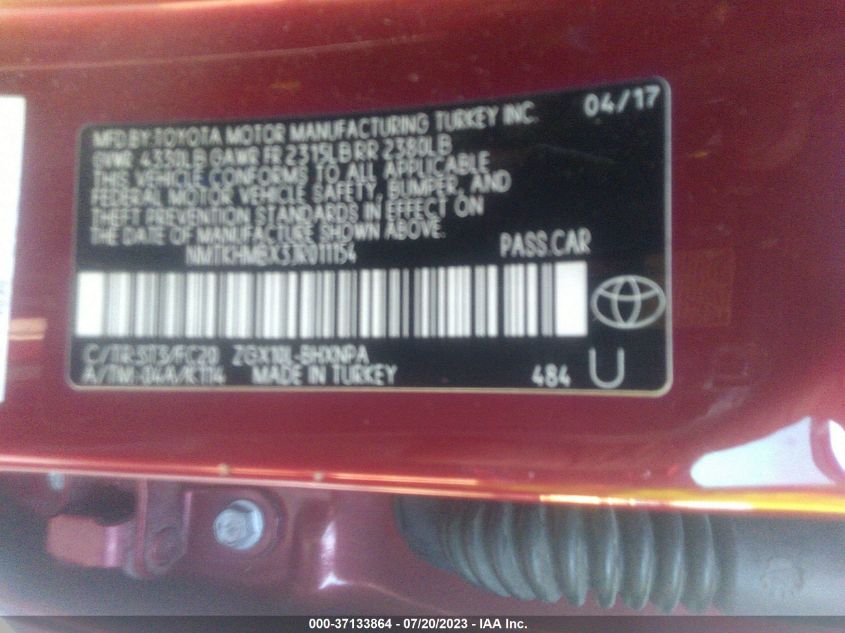 04/17
MFD.BY:TOYOTA MOTOR MANUFACTURING TURKEY INC.
GVWR 4330LB GAWR FR 2315LB RR 2380LB
THIS VEHICLE CONFORMS TO ALL APPLICABLE
FEDERAL MOTOR VEHICLE SAFETY, BUMPER, AND
THEFT PREVENTION STANDARDS IN EFFECT ON
THE DATE OF MANUFACTURE SHOWN ABOVE.
NMTKHMBX3JR011154 PASS.CAR
C/TR:3T3/FC20 ZGX10L-BHXNPA
A/TM:-04A/K114 MADE IN TURKEY 484 U
000-37133864 / 07/20/2023 - IAA Inc.